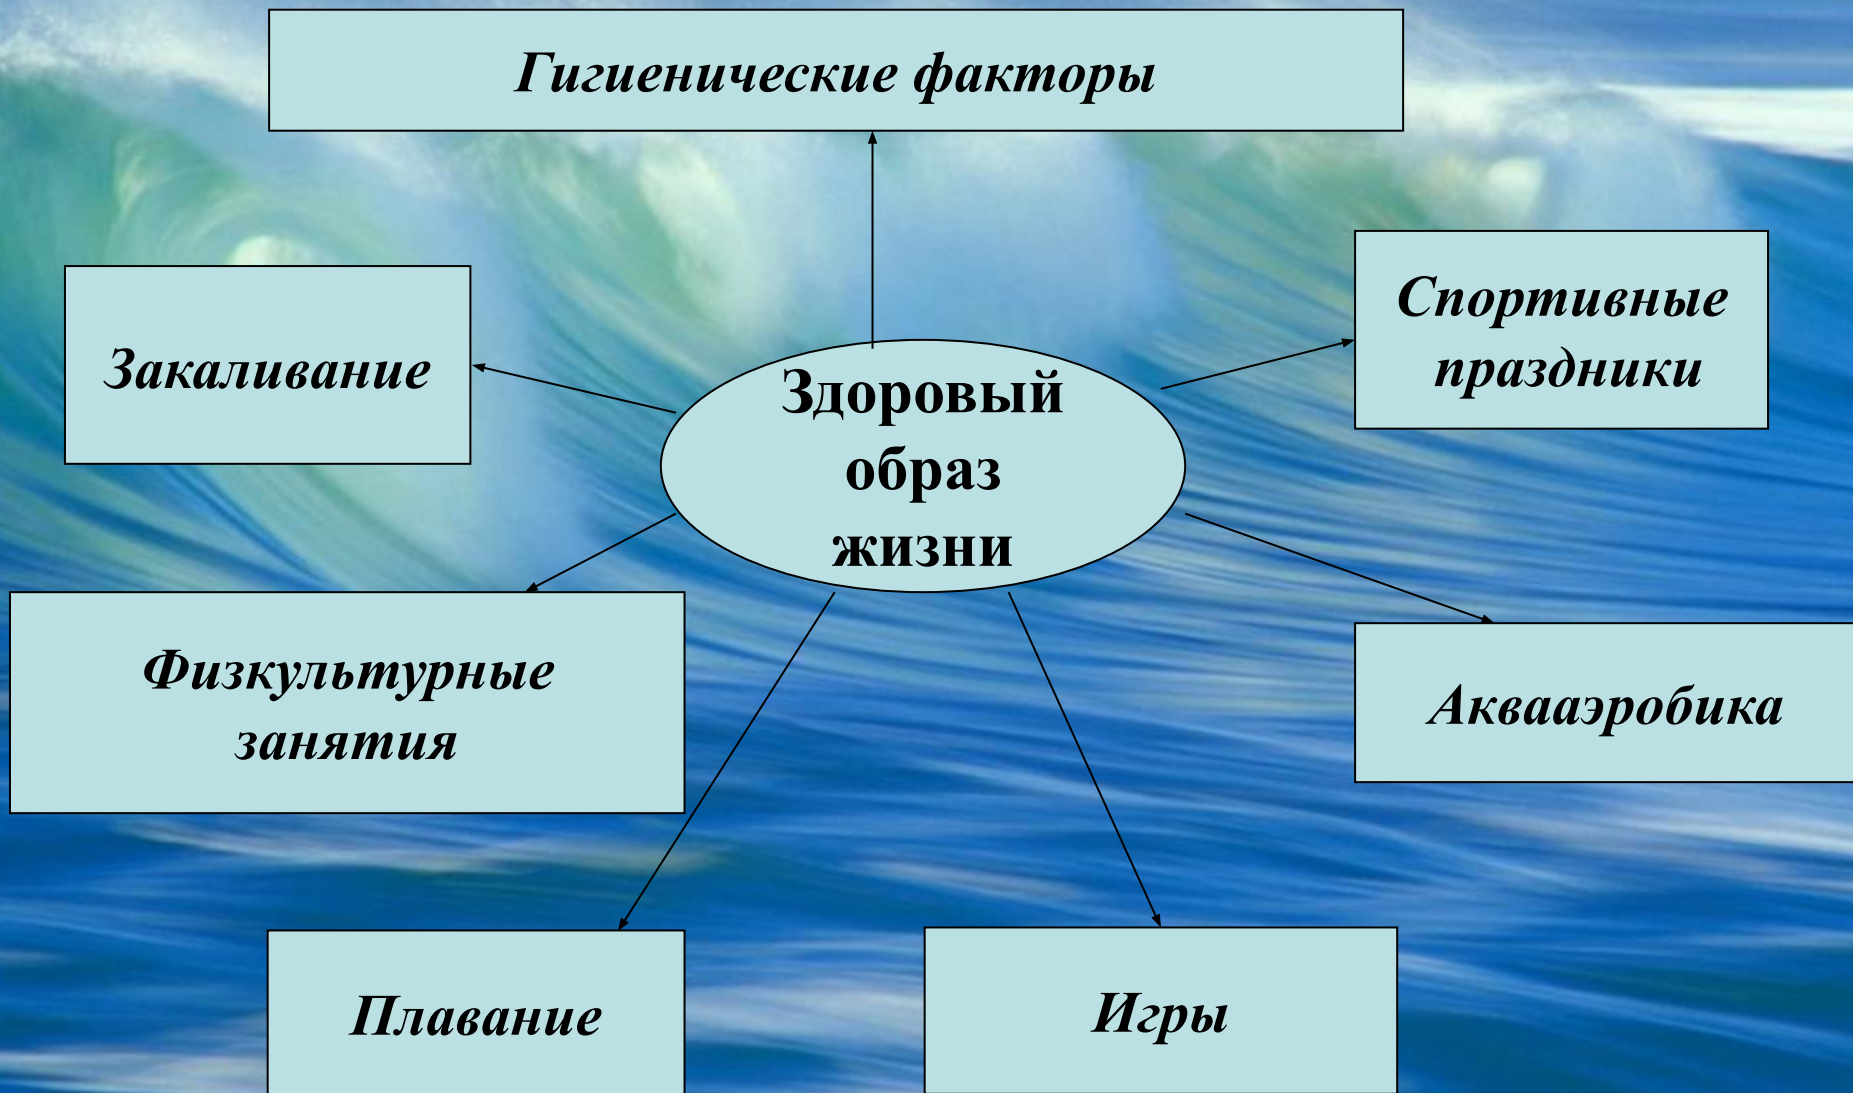 Гигиенические факторы
Спортивные
праздники
Закаливание
Здоровый
образ
жизни
Физкультурные
занятия
Аквааэробика
Плавание
Игры